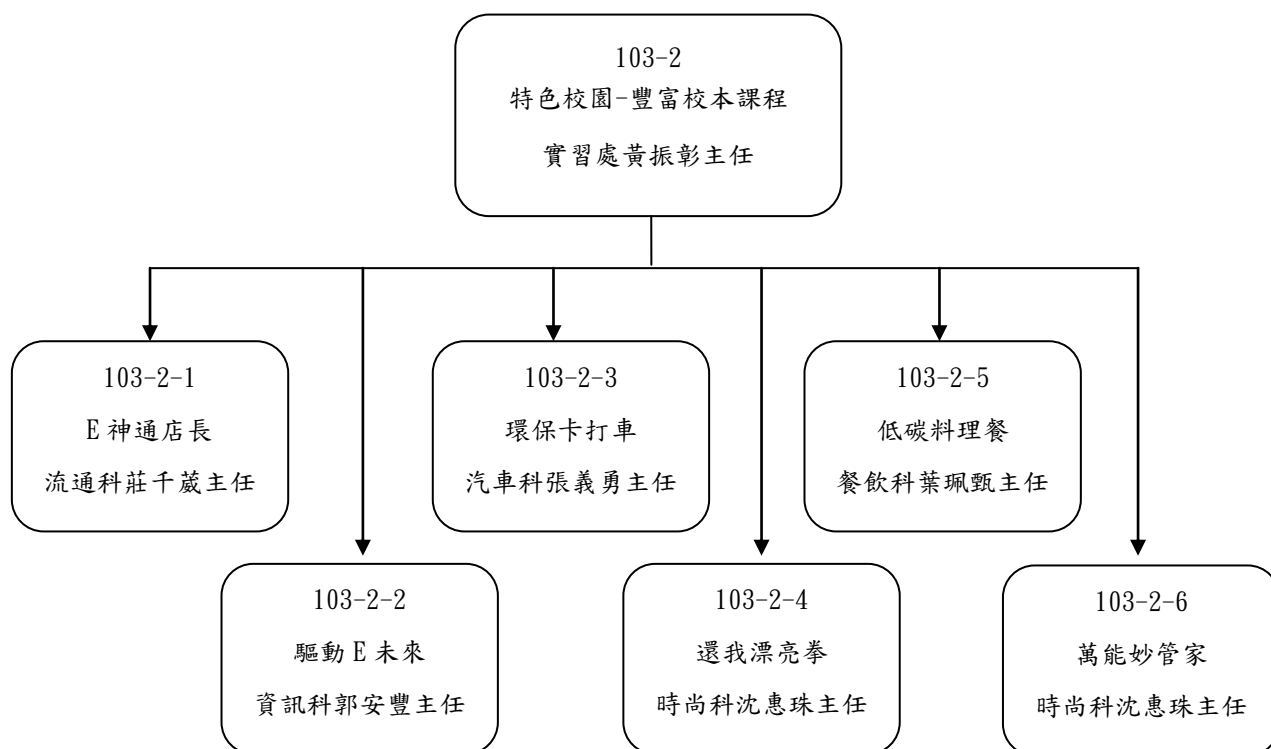 103-2
特色校園-豐富校本課程
實習處黃振彰主任
103-2-1
E神通店長
流通科莊千葳主任
103-2-3
環保卡打車
汽車科張義勇主任
103-2-5
低碳料理餐
餐飲科葉珮甄主任
103-2-2
驅動E未來
資訊科郭安豐主任
103-2-4
還我漂亮拳
時尚科沈惠珠主任
103-2-6
萬能妙管家
時尚科沈惠珠主任